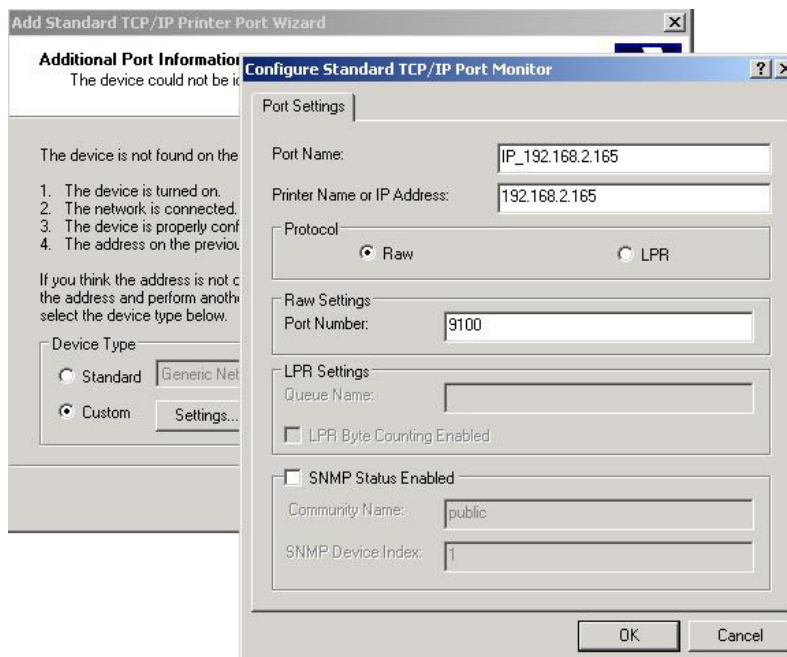 Add Standard TCP/IP Printer Port Wizard
Additional Port Information
The device could not be
The device is not found on the
1. The device is turned on.
2. The network is connected.
3. The device is properly
4. The address on the
If you think the address is not
the address and perform
select the device type below.
Device Type
Standard Generic
Custom Settings...
Configure Standard TCP/IP Port Monitor
Port Settings
Port Name: IP_192.168.2.165
Printer Name or IP Address: 192.168.2.165
Protocol
Raw LPR
Raw Settings
Port Number: 9100
LPR Settings
Queue Name:
LPR Byte Counting Enabled
SNMP Status Enabled
Community Name: public
SNMP Device Index: 1
OK Cancel